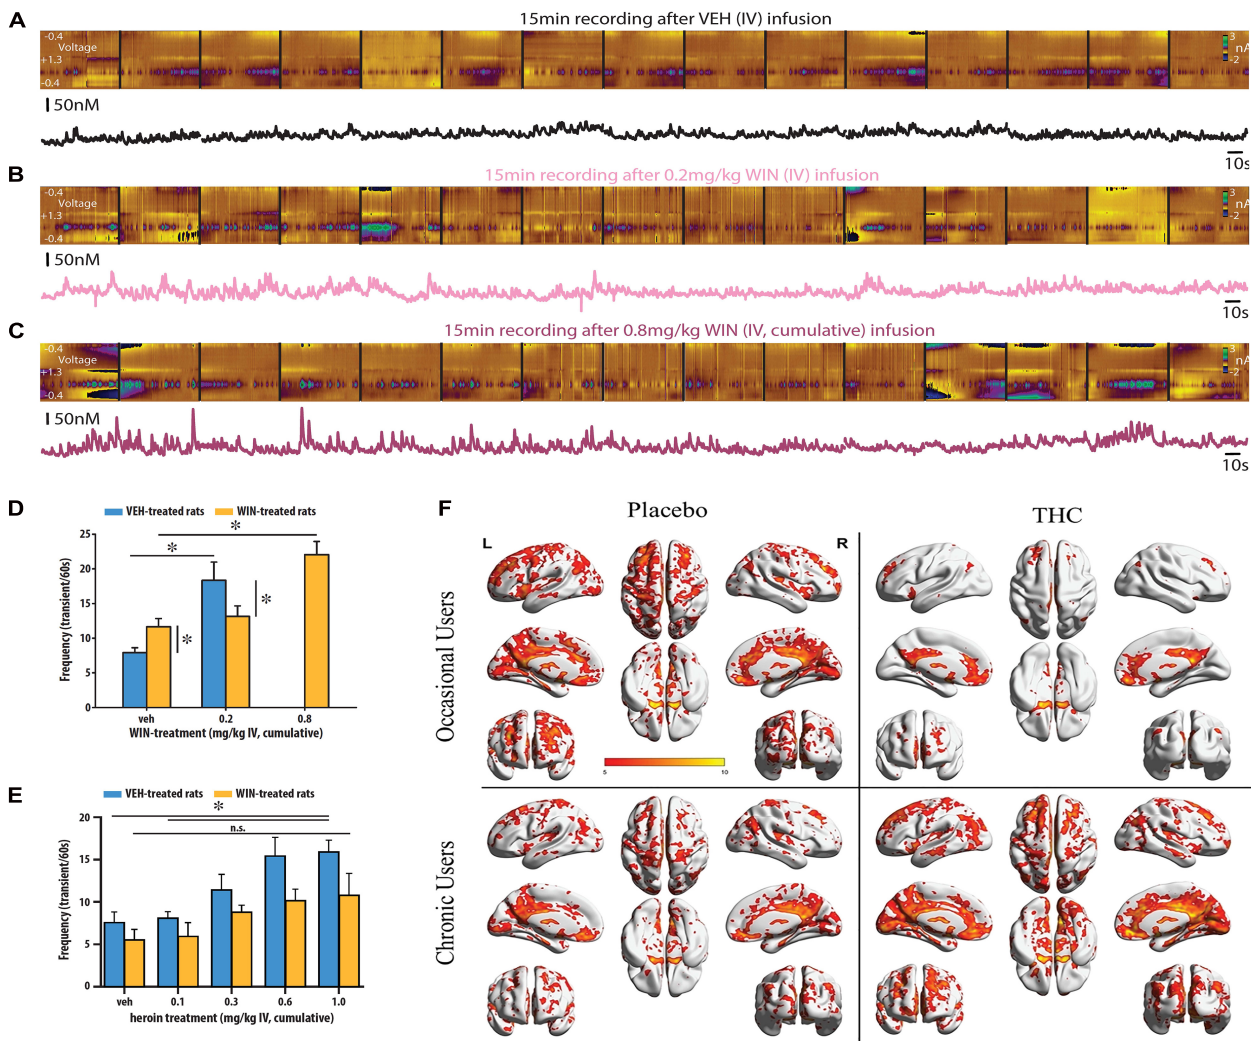 A
15min recording after VEH (IV) infusion
-0.4
Voltage
+1.3
-0.4
3
nA
-2
50nM
10s
B
15min recording after 0.2mg/kg WIN (IV) infusion
-0.4
Voltage
+1.3
-0.4
3
nA
-2
50nM
10s
C
15min recording after 0.8mg/kg WIN (IV, cumulative) infusion
-0.4
Voltage
+1.3
-0.4
3
nA
-2
50nM
10s
D
VEH-treated rats
WIN-treated rats
Frequency (transient/60s)
25
20
15
10
5
0
*
*
*
*
veh
0.2
0.8
WIN-treatment (mg/kg IV, cumulative)
E
VEH-treated rats
WIN-treated rats
Frequency (transient/60s)
20
15
10
5
0
*
n.s.
veh
0.1
0.3
0.6
1.0
heroin treatment (mg/kg IV, cumulative)
F
Placebo
THC
L
R
Occasional Users
5
10
Chronic Users